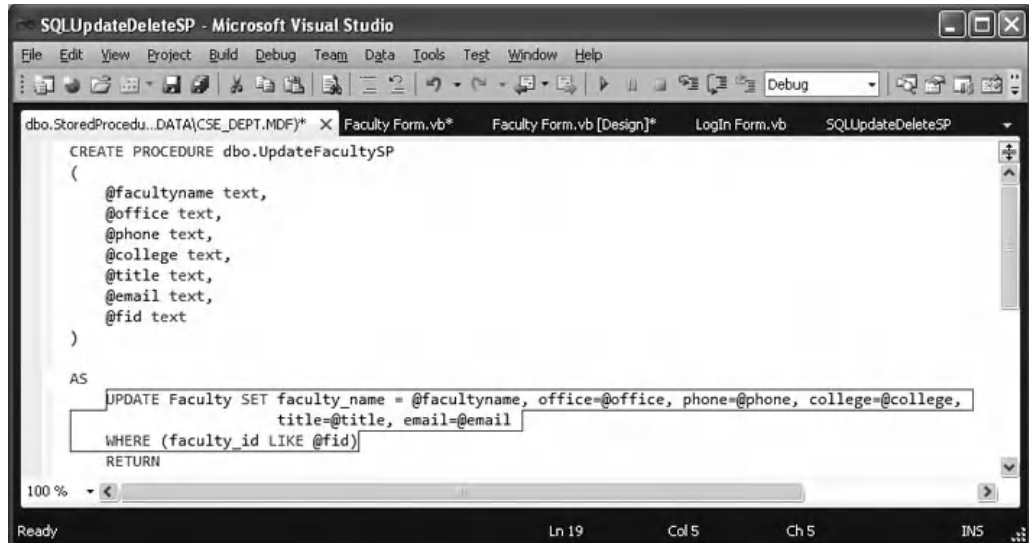 SQLUpdateDeleteSP - Microsoft Visual Studio
File Edit View Project Build Debug Team Data Tools Test Window Help
Debug
dbo.StoredProcedu...DATA\CSE_DEPT.MDF)* X Faculty Form.vb* Faculty Form.vb [Design]* LogIn Form.vb SQLUpdateDeleteSP
CREATE PROCEDURE dbo.UpdateFacultySP
(
@facultyname text,
@office text,
@phone text,
@college text,
@title text,
@email text,
@fid text
)
AS
UPDATE Faculty SET faculty_name = @facultyname, office=@office, phone=@phone, college=@college,
title=@title, email=@email
WHERE (faculty_id LIKE @fid)
RETURN
100 %
Ready Ln 19 Col 5 Ch 5 INS